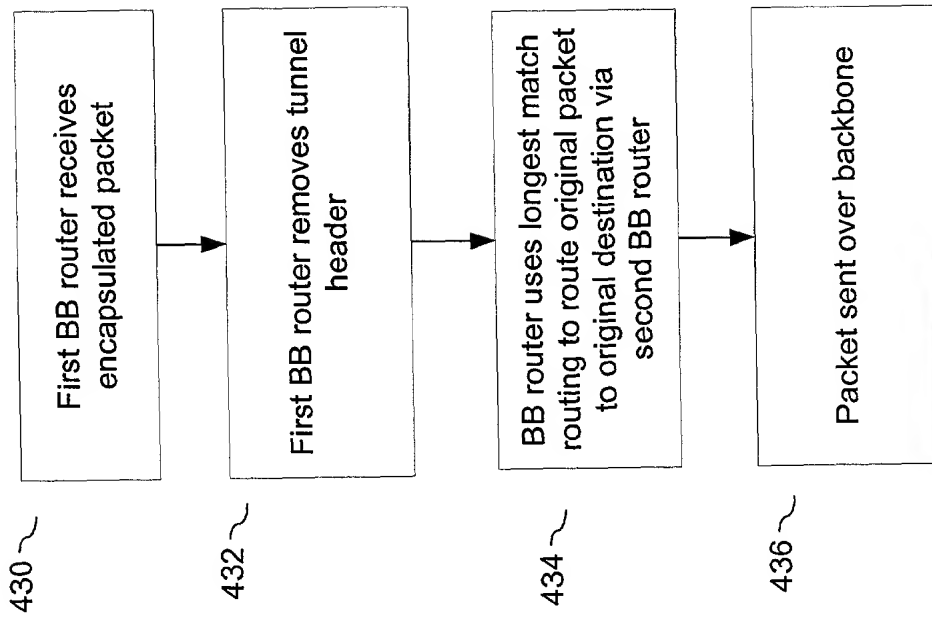 430
First BB router receives
encapsulated packet
432
First BB router removes tunnel
header
434
BB router uses longest match
routing to route original packet
to original destination via
second BB router
436
Packet sent over backbone